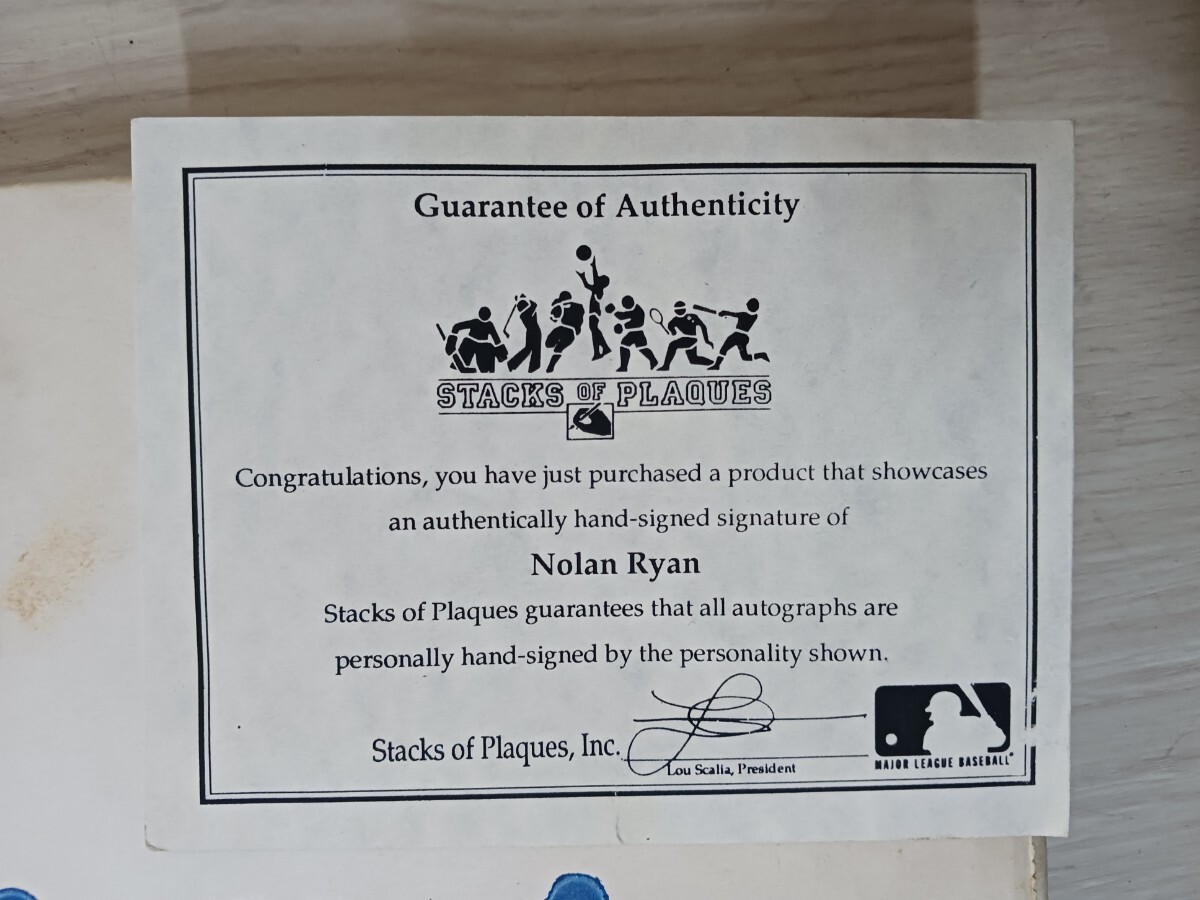 Guarantee of Authenticity
STACKS OF PLAQUES
Congratulations, you have just purchased a product that showcases
an authentically hand-signed signature of
Nolan Ryan
Stacks of Plaques guarantees that all autographs are
personally hand-signed by the personality shown.
Stacks of Plaques, Inc.
Lou Scalia, President
MAJOR LEAGUE BASEBALL